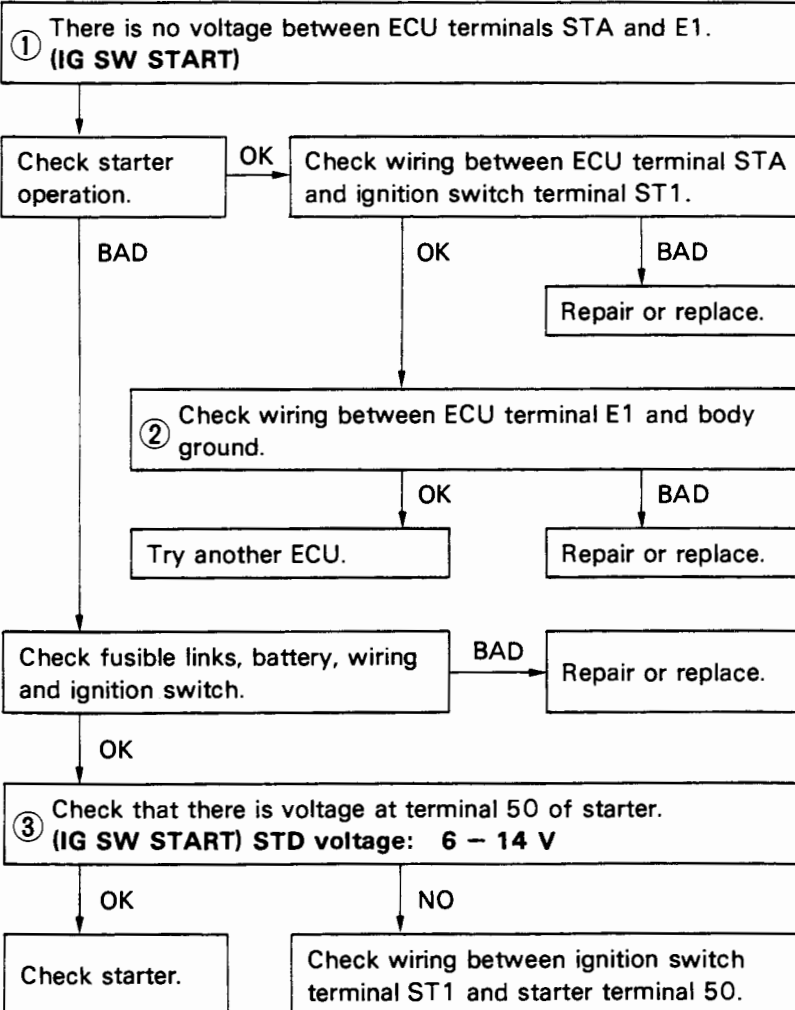 ① There is no voltage between ECU terminals STA and E1.
(IG SW START)
Check starter
operation.
OK
Check wiring between ECU terminal STA
and ignition switch terminal ST1.
BAD
OK
BAD
Repair or replace.
② Check wiring between ECU terminal E1 and body
ground.
OK
BAD
Try another ECU.
Repair or replace.
Check fusible links, battery, wiring
and ignition switch.
BAD
Repair or replace.
OK
③ Check that there is voltage at terminal 50 of starter.
(IG SW START) STD voltage: 6 – 14 V
OK
NO
Check starter.
Check wiring between ignition switch
terminal ST1 and starter terminal 50.